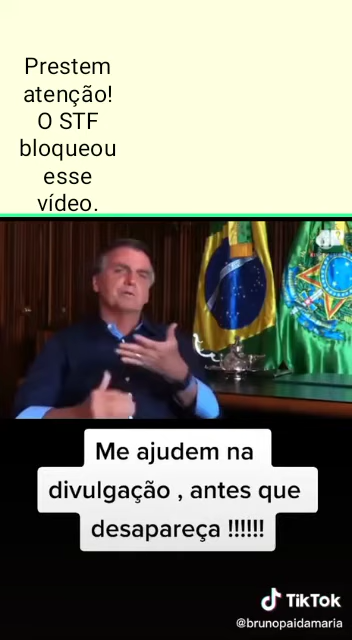 Prestem
atenção!
O STF
bloqueou
esse
vídeo.
Me ajudem na
divulgação , antes que
desapareça !!!!!!
TikTok
@brunopaidamaria